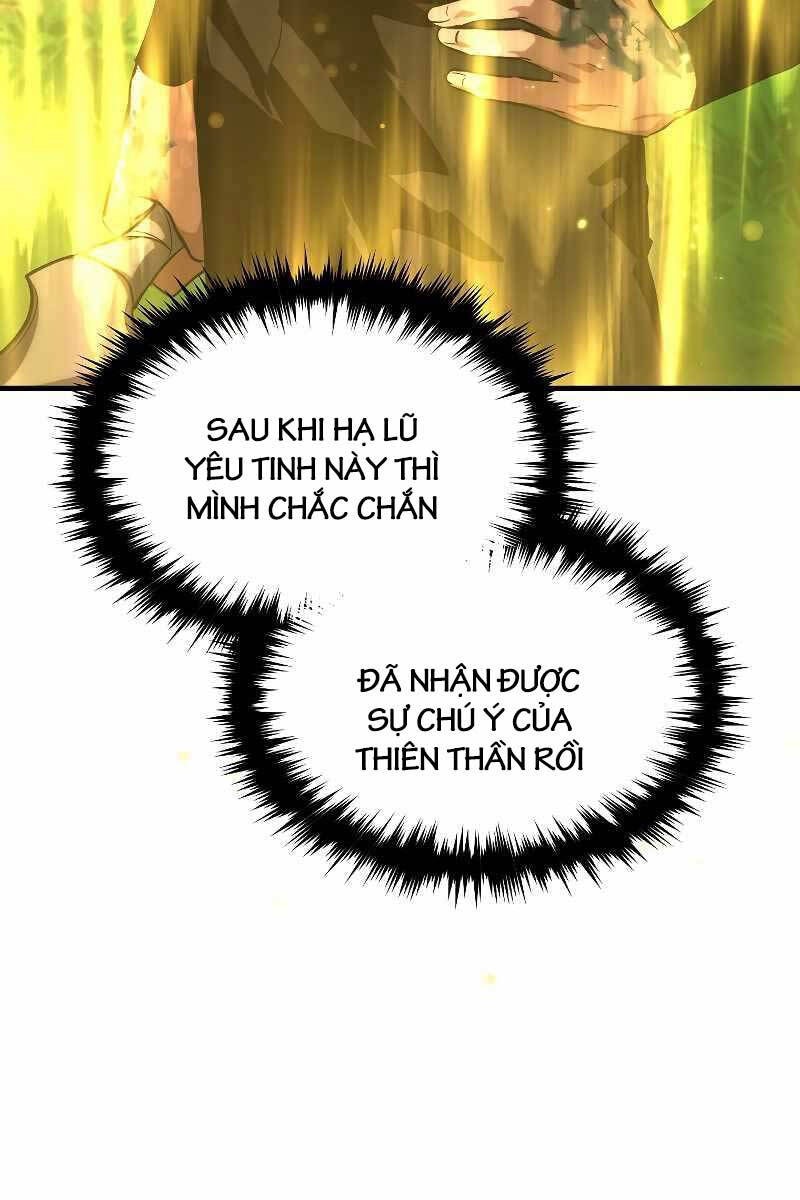 SAU KHI HẠ LŨ
YÊU TINH NÀY THÌ
MÌNH CHẮC CHẮN
ĐÃ NHẬN ĐƯỢC
SỰ CHÚ Ý CỦA
THIÊN THẦN RỒI